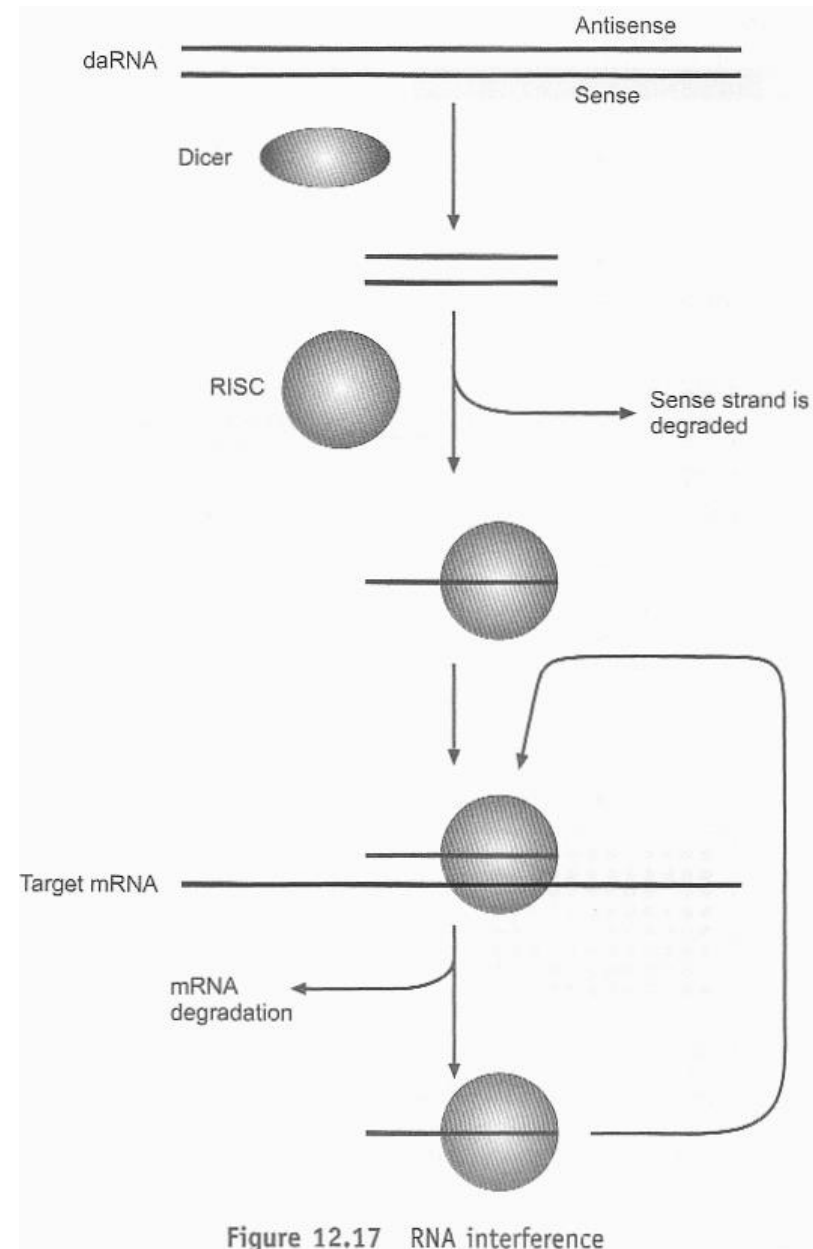 Antisense
daRNA
Sense
Dicer
RISC
Sense strand is
degraded
Target mRNA
mRNA
degradation
Figure 12.17 RNA interference